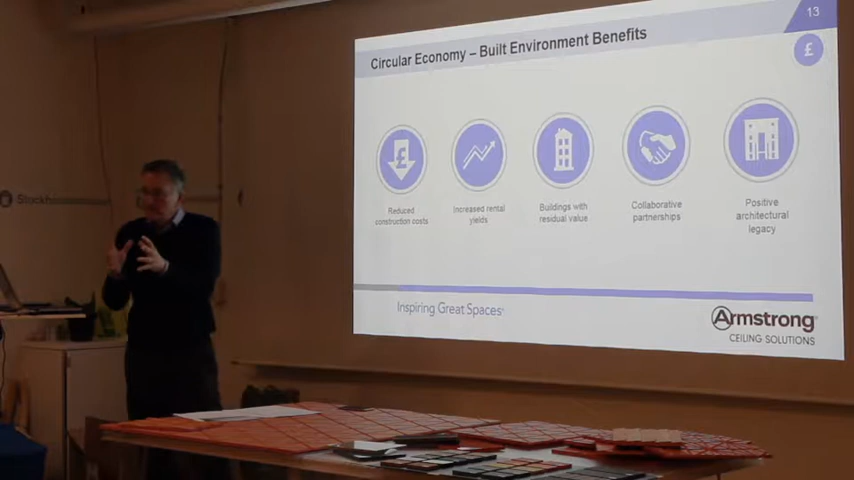 13
Circular Economy – Built Environment Benefits
£
£
Reduced
construction costs
Increased rental
yields
Buildings with
residual value
Collaborative
partnerships
Positive
architectural
legacy
Inspiring Great Spaces
Armstrong
CEILING SOLUTIONS